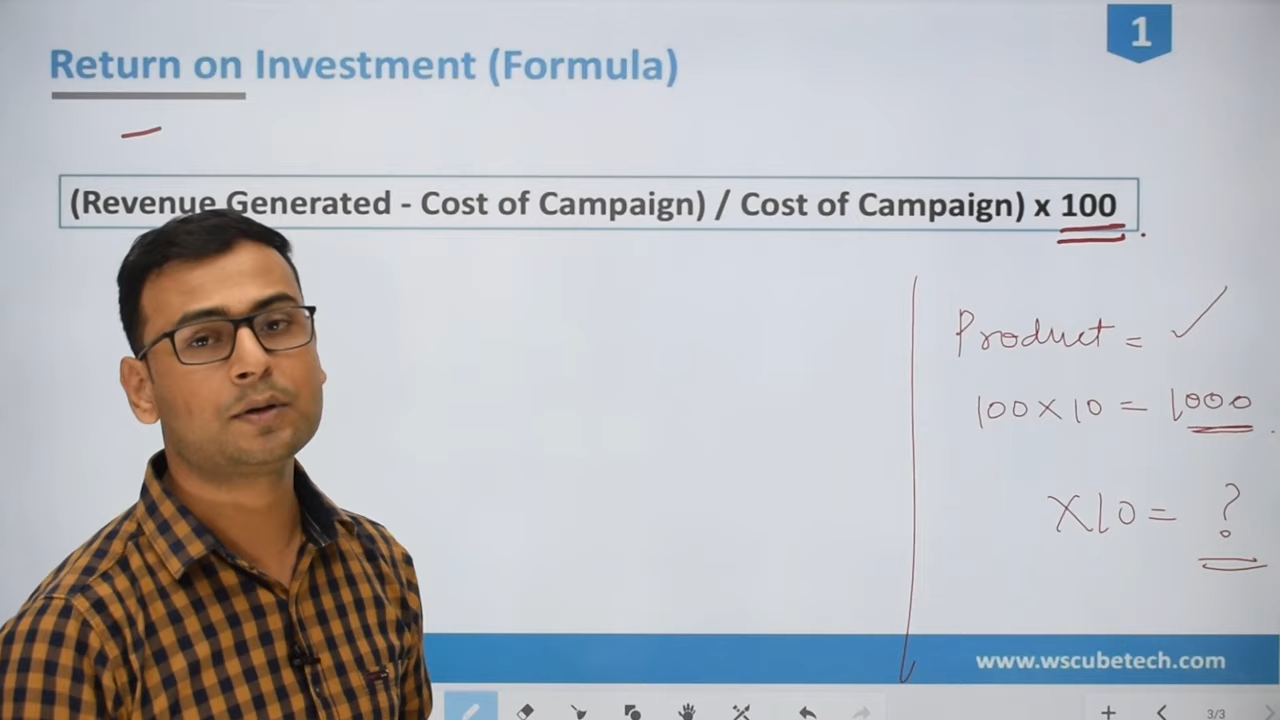 1
Return on Investment (Formula)
(Revenue Generated - Cost of Campaign) / Cost of Campaign) x 100
Product = ✓
100 x 10 = 1000
x 10 = ?
www.wscubetech.com
3/3